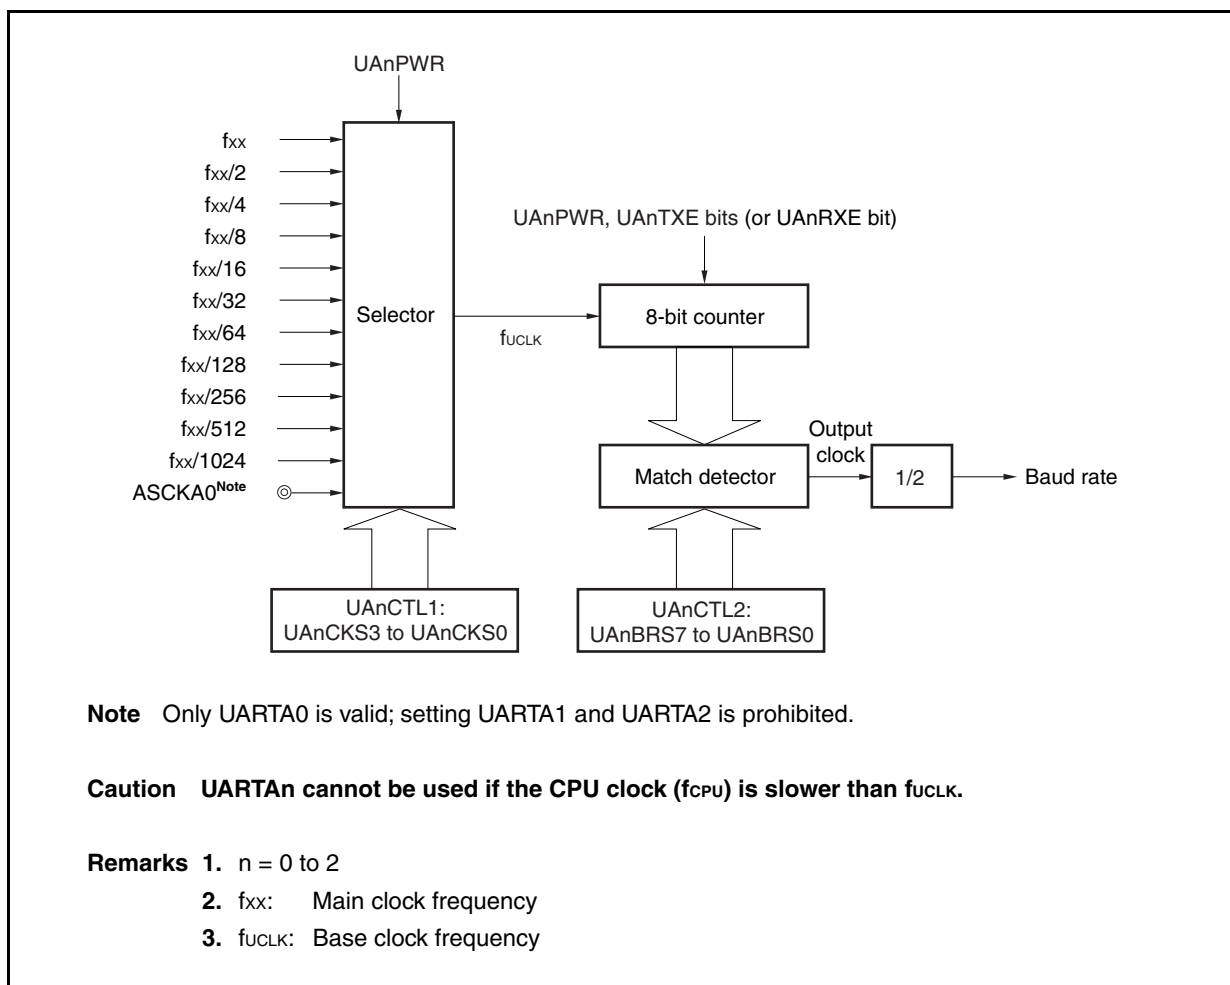 UAnPWR
fxx
fxx/2
fxx/4
fxx/8
fxx/16
fxx/32
fxx/64
fxx/128
fxx/256
fxx/512
fxx/1024
ASCKA0Note
Selector
fUCLK
UAnPWR, UAnTXE bits (or UAnRXE bit)
8-bit counter
Match detector
Output
clock
1/2
Baud rate
UAnCTL1:
UAnCKS3 to UAnCKS0
UAnCTL2:
UAnBRS7 to UAnBRS0
Note Only UARTA0 is valid; setting UARTA1 and UARTA2 is prohibited.
Caution UARTAn cannot be used if the CPU clock (fCPU) is slower than fUCLK.
Remarks 1. n = 0 to 2
2. fxx: Main clock frequency
3. fUCLK: Base clock frequency